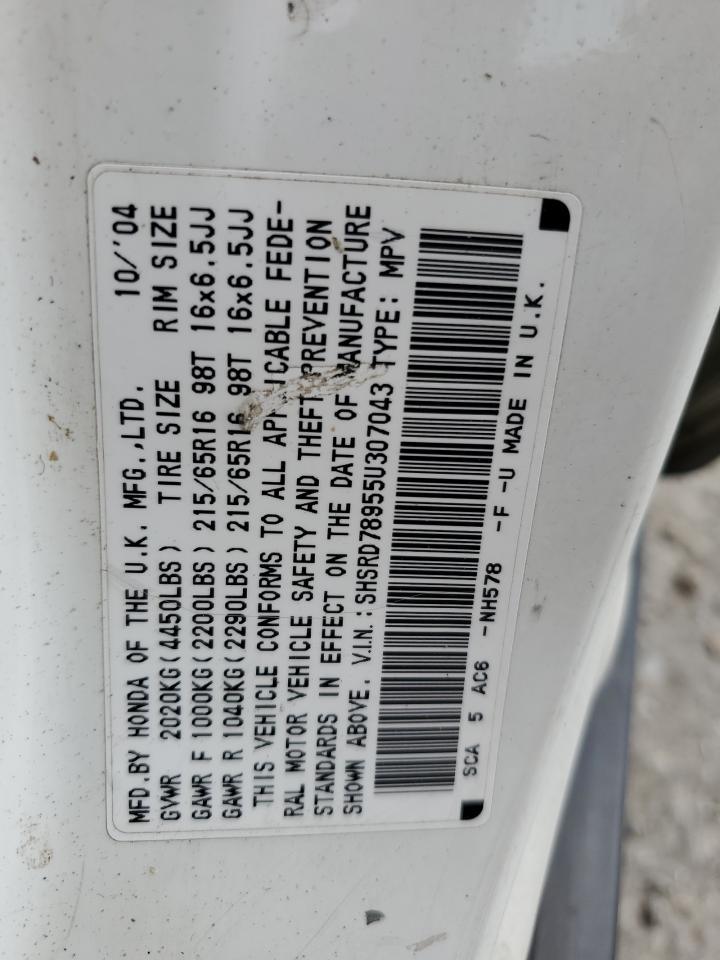 MFD.BY HONDA OF THE U.K. MFG.,LTD. 10/'04
GVWR 2020KG(4450LBS) TIRE SIZE RIM SIZE
GAWR F 1000KG(2200LBS) 215/65R16 98T 16x6.5JJ
GAWR R 1040KG(2290LBS) 215/65R16 98T 16x6.5JJ
THIS VEHICLE CONFORMS TO ALL APPLICABLE FEDE-
RAL MOTOR VEHICLE SAFETY AND THEFT PREVENTION
STANDARDS IN EFFECT ON THE DATE OF MANUFACTURE
SHOWN ABOVE. V.I.N.:SHSRD78955U307043 TYPE: MPV
SCA 5 AC6 -NH578 -F -U MADE IN U.K.